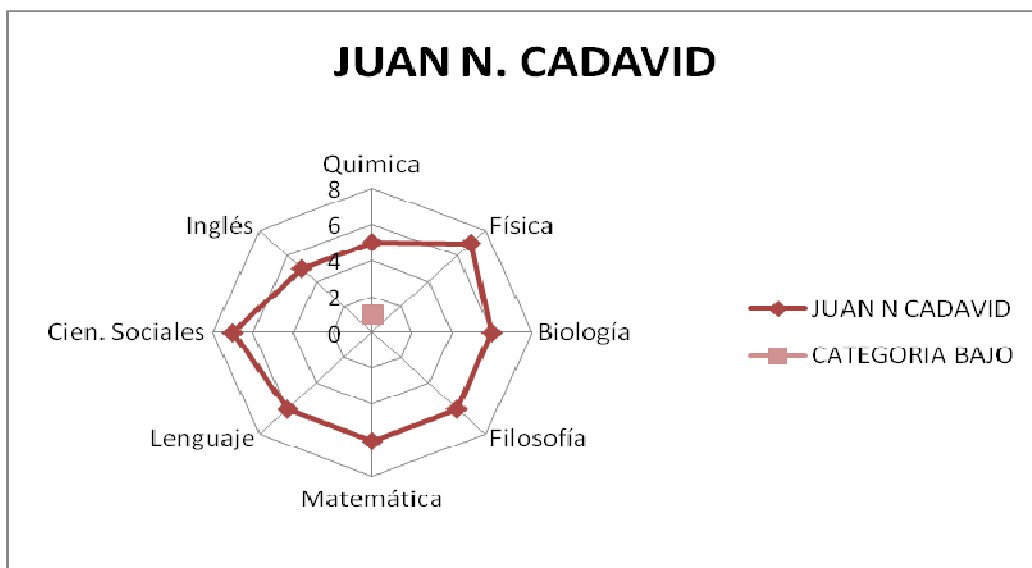 JUAN N. CADAVID
Quimica
8
Inglés
Física
6
4
2
Cien. Sociales
0
Biología
Lenguaje
Filosofía
Matemática
JUAN N CADAVID
CATEGORIA BAJO